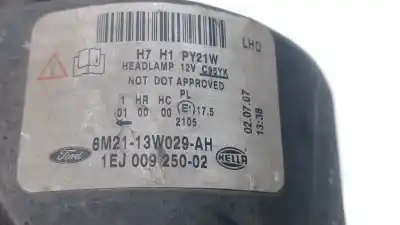 H7 H1 PY21W
LHD
HEADLAMP 12V C95YK
NOT DOT APPROVED
PL
1 HR HC E1 17.5
01 00 00
2105
02.07.07
13:38
Ford
6M21-13W029-AH
HELLA
1EJ 009 250-02